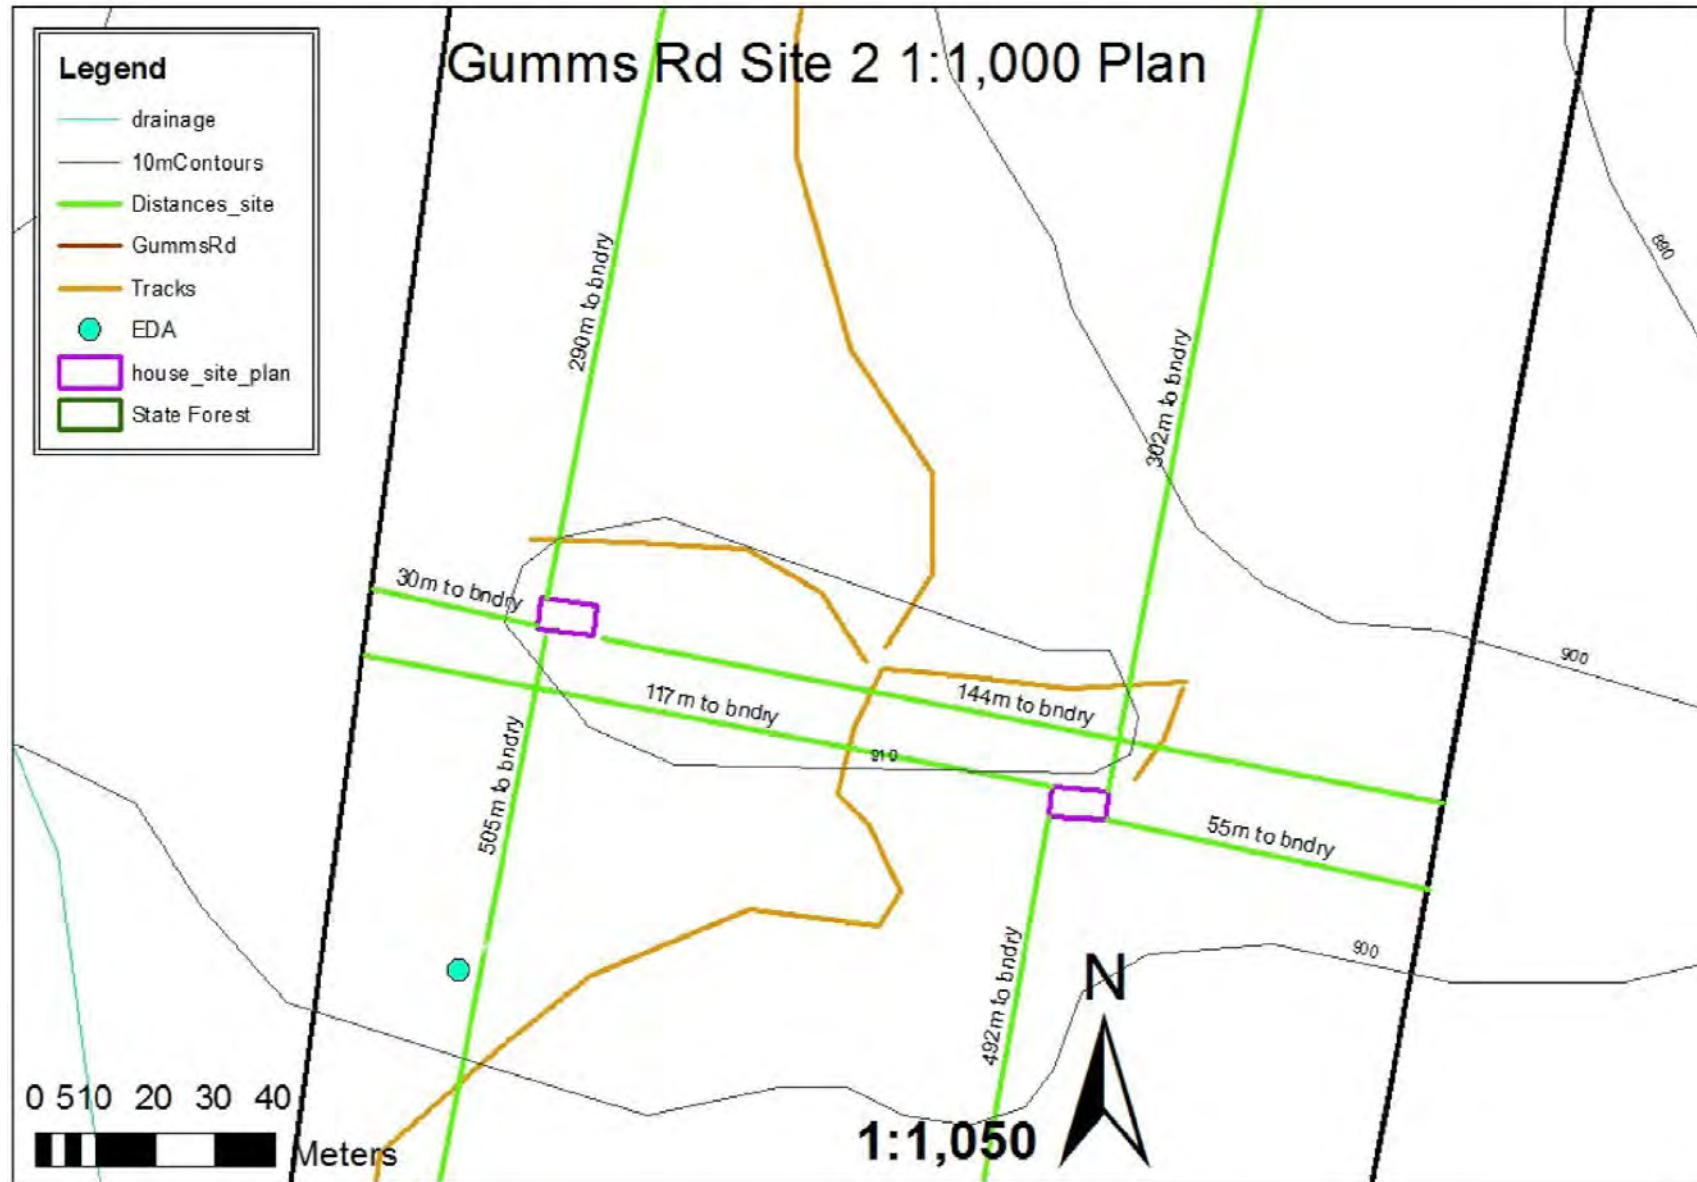 Gumms Rd Site 2 1:1,000 Plan
Legend
drainage
10mContours
Distances_site
GummsRd
Tracks
EDA
house_site_plan
State Forest
290m to bndry
302m to bndry
890
30m to bndry
900
117m to bndry
144m to bndry
910
505m to bndry
55m to bndry
492m to bndry
900
N
0 510 20 30 40
Meters
1:1,050